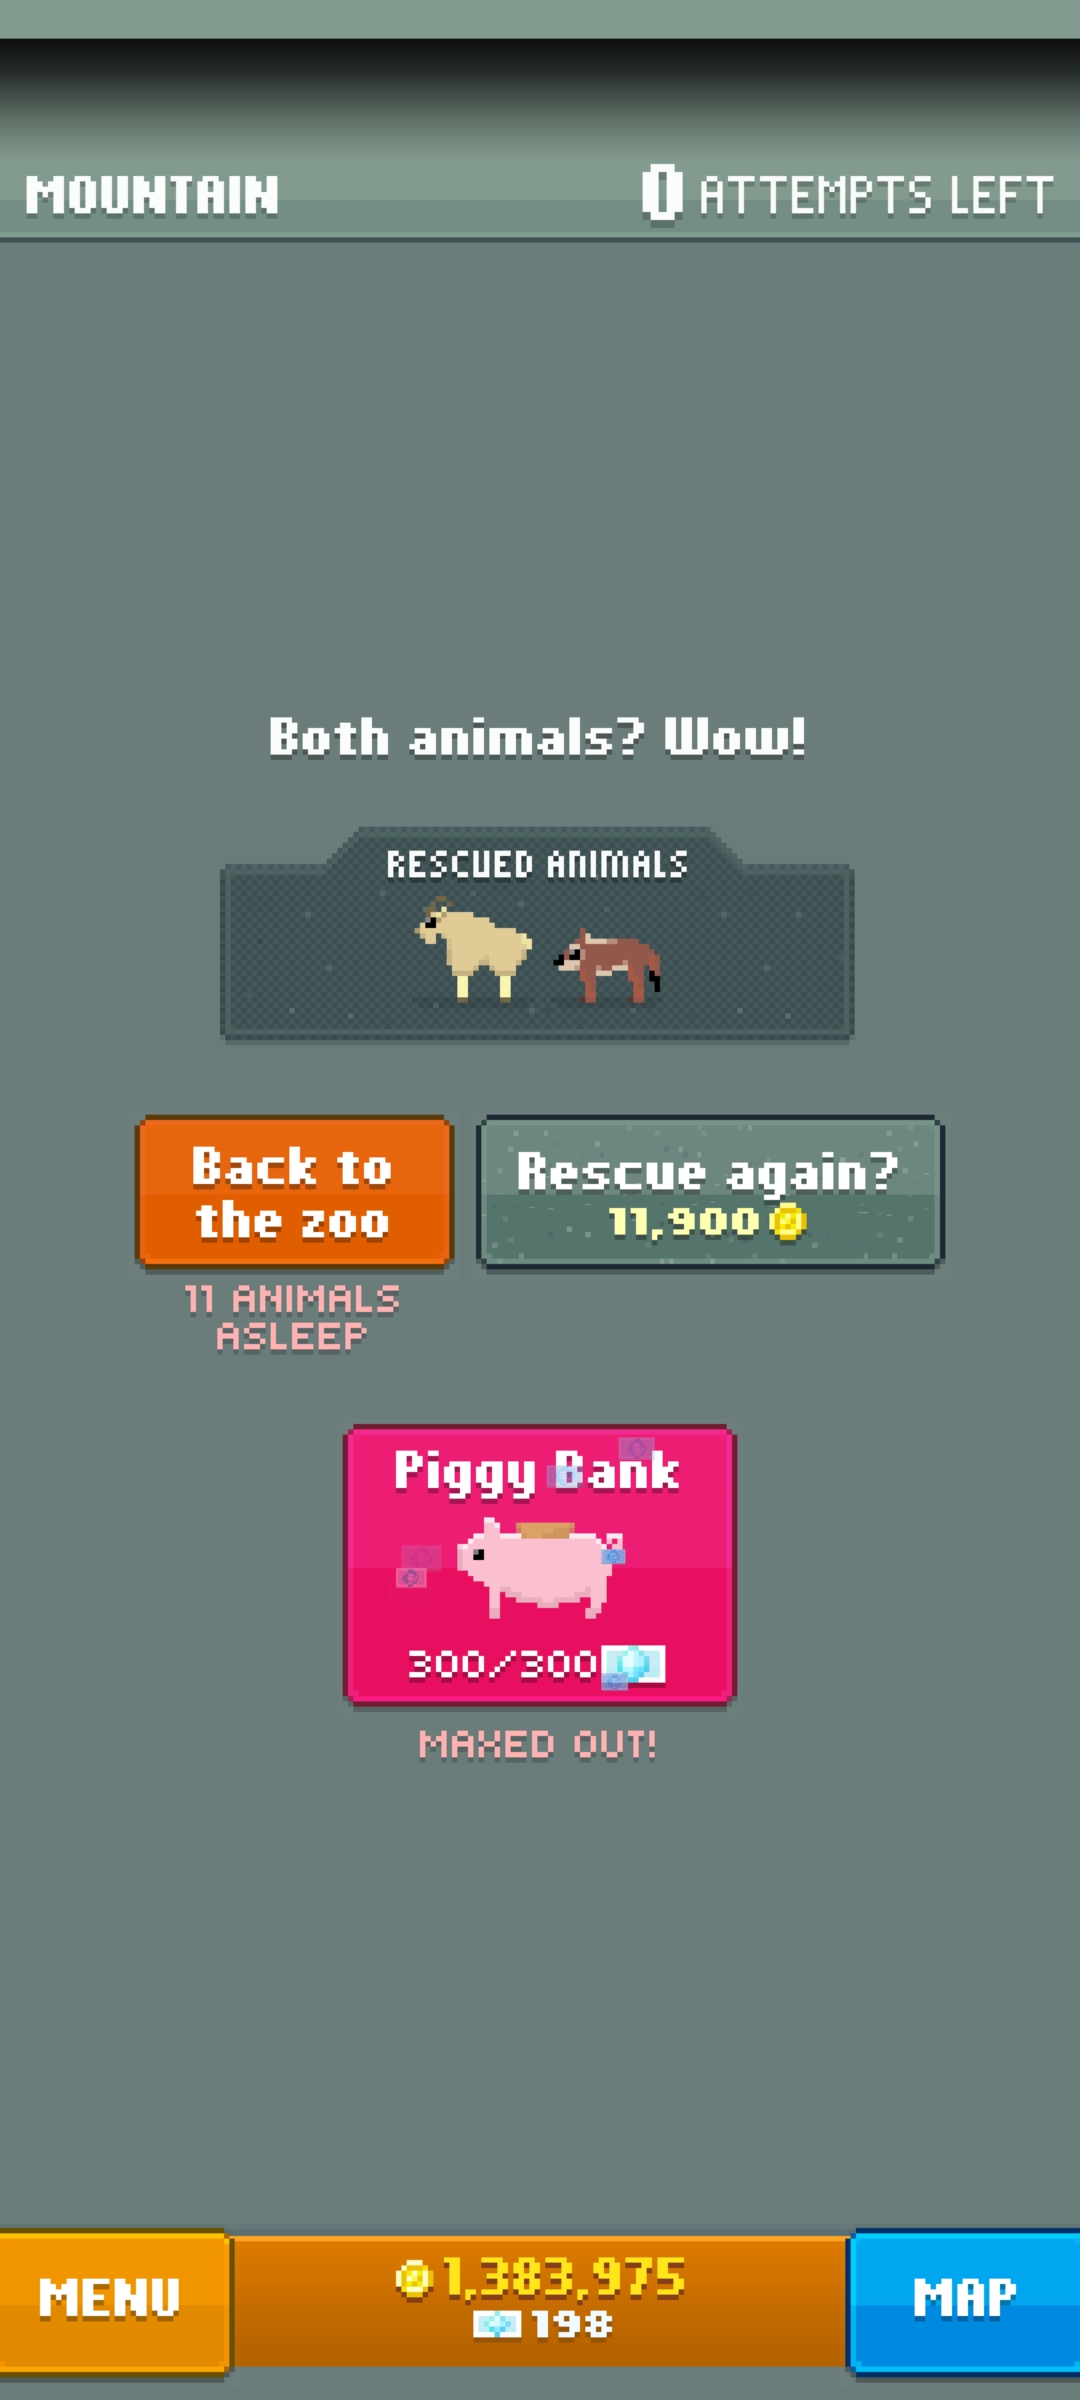 MOUNTAIN
0 ATTEMPTS LEFT
Both animals? Wow!
RESCUED ANIMALS
Back to
the zoo
Rescue again?
11,900
11 ANIMALS
ASLEEP
Piggy Bank
300/300
MAXED OUT!
MENU
1,383,975
198
MAP